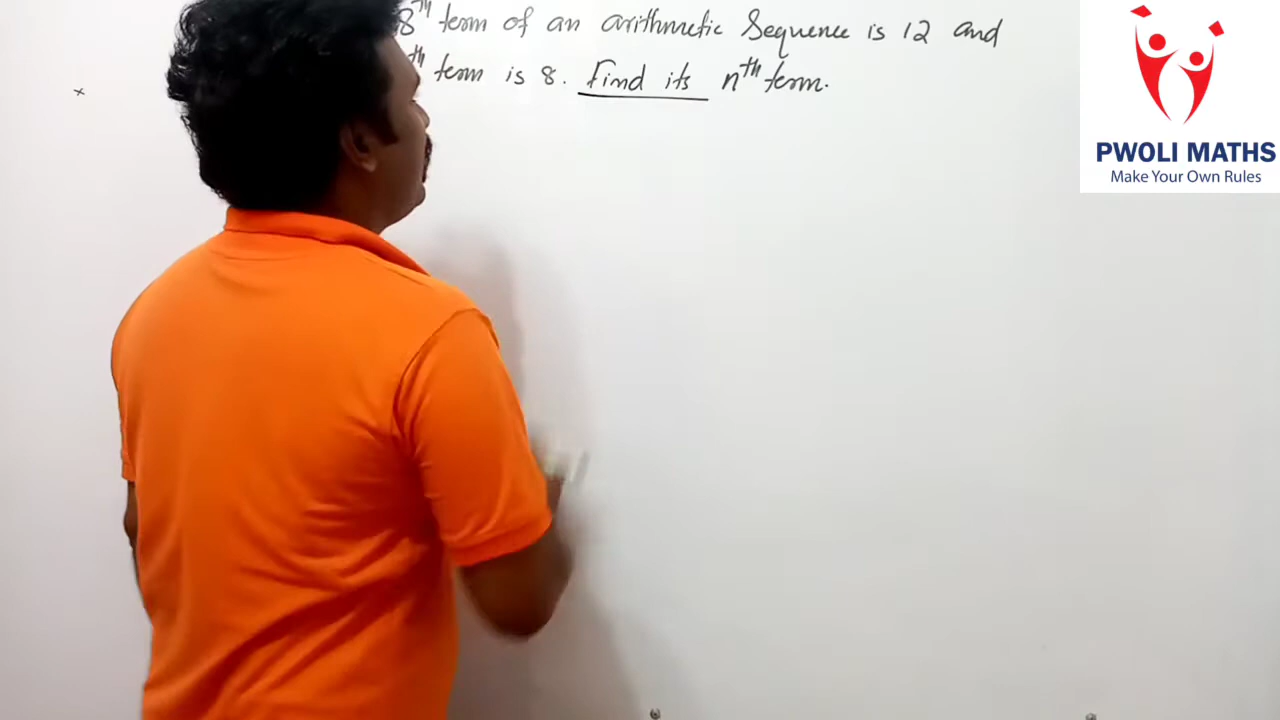 8th term of an arithmetic Sequence is 12 and
th term is 8. Find its nth term.
PWOLI MATHS
Make Your Own Rules